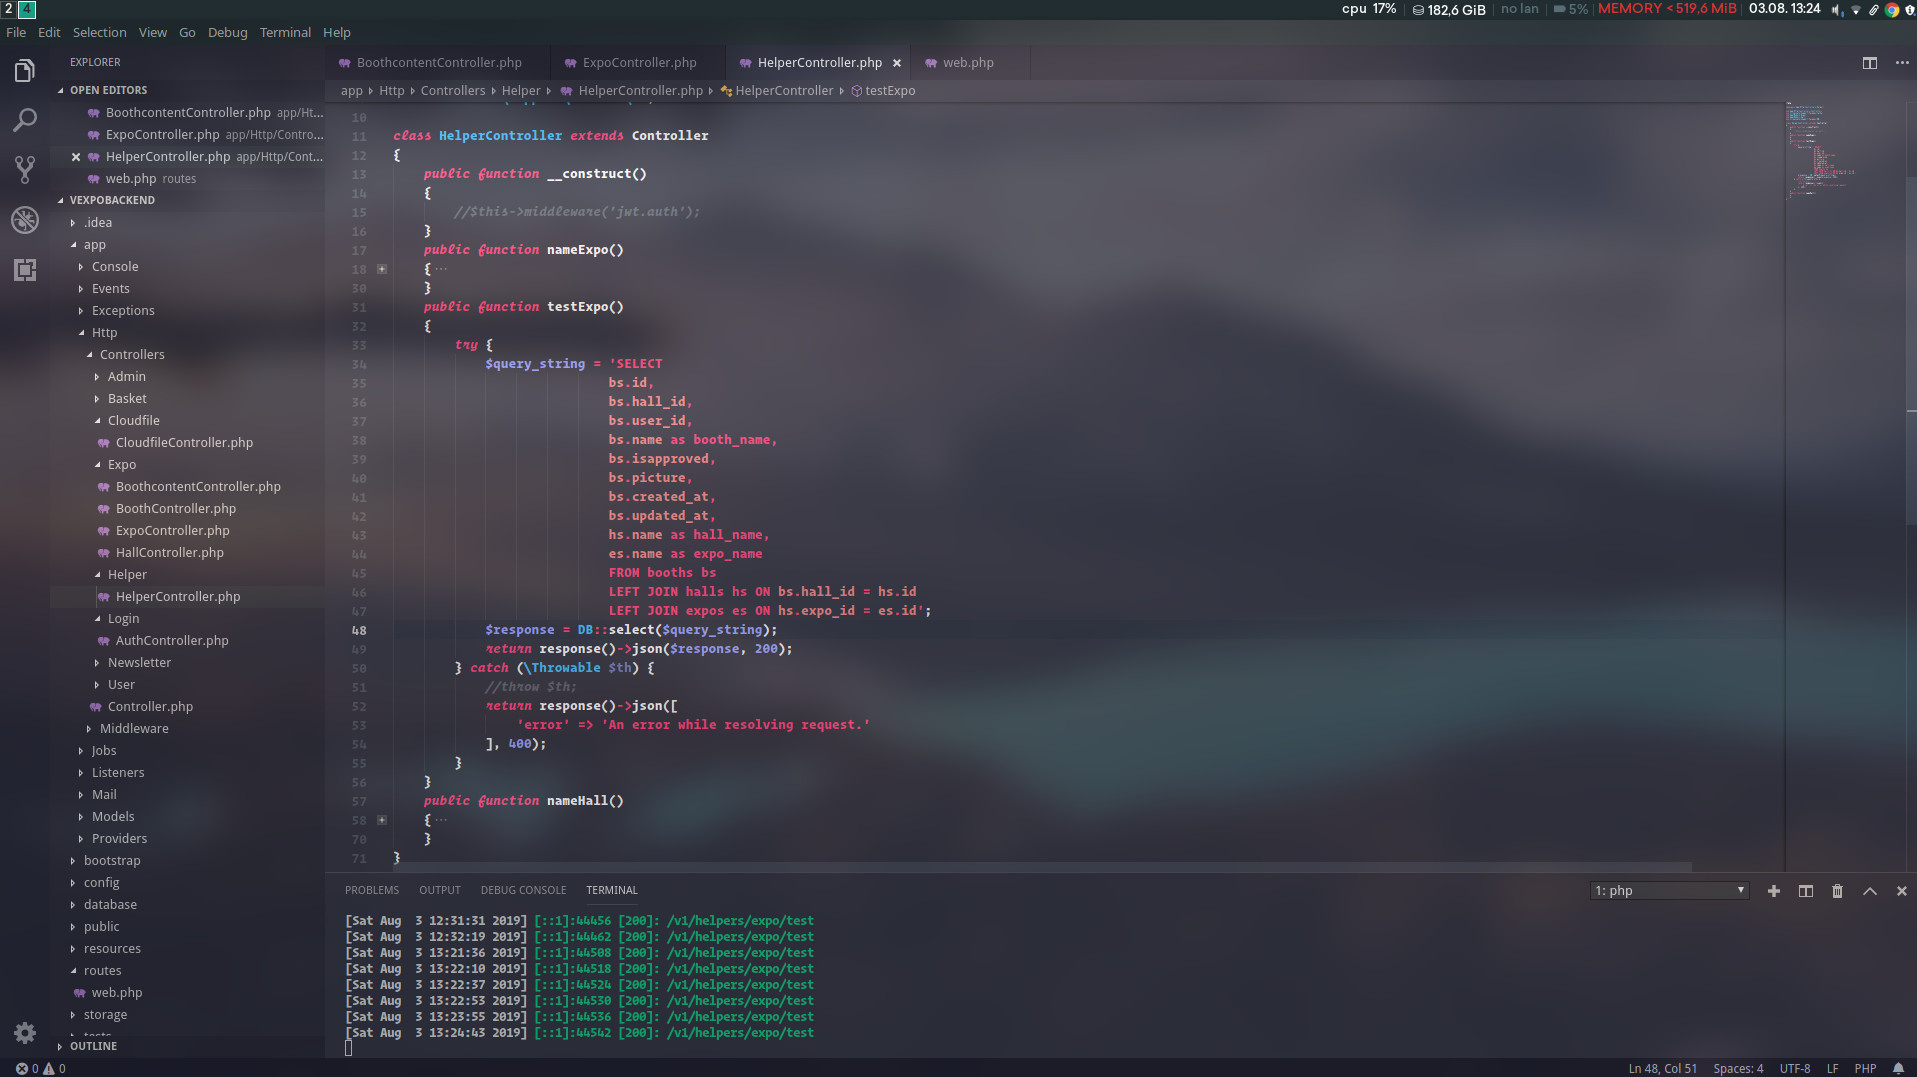 2 4
cpu 17% 182,6 GiB no lan 5% MEMORY < 519,6 MiB 03.08. 13:24
File Edit Selection View Go Debug Terminal Help
EXPLORER
OPEN EDITORS
BoothcontentController.php app/Ht...
ExpoController.php app/Http/Contro...
HelperController.php app/Http/Cont...
web.php routes
VEXPOBACKEND
.idea
app
Console
Events
Exceptions
Http
Controllers
Admin
Basket
Cloudfile
CloudfileController.php
Expo
BoothcontentController.php
BoothController.php
ExpoController.php
HallController.php
Helper
HelperController.php
Login
AuthController.php
Newsletter
User
Controller.php
Middleware
Jobs
Listeners
Mail
Models
Providers
bootstrap
config
database
public
resources
routes
web.php
storage
tests
OUTLINE
BoothcontentController.php ExpoController.php HelperController.php web.php
app Http Controllers Helper HelperController.php HelperController testExpo
10
11 class HelperController extends Controller
12 {
13 public function __construct()
14 {
15 //$this->middleware('jwt.auth');
16 }
17 public function nameExpo()
18 { ...
30 }
31 public function testExpo()
32 {
33 try {
34 $query_string = 'SELECT
35 bs.id,
36 bs.hall_id,
37 bs.user_id,
38 bs.name as booth_name,
39 bs.isapproved,
40 bs.picture,
41 bs.created_at,
42 bs.updated_at,
43 hs.name as hall_name,
44 es.name as expo_name
45 FROM booths bs
46 LEFT JOIN halls hs ON bs.hall_id = hs.id
47 LEFT JOIN expos es ON hs.expo_id = es.id';
48 $response = DB::select($query_string);
49 return response()->json($response, 200);
50 } catch (\Throwable $th) {
51 //throw $th;
52 return response()->json([
53 'error' => 'An error while resolving request.'
54 ], 400);
55 }
56 }
57 public function nameHall()
58 { ...
70 }
71 }
PROBLEMS OUTPUT DEBUG CONSOLE TERMINAL
1: php
[Sat Aug 3 12:31:31 2019] [::1]:44456 [200]: /v1/helpers/expo/test
[Sat Aug 3 12:32:19 2019] [::1]:44462 [200]: /v1/helpers/expo/test
[Sat Aug 3 13:21:36 2019] [::1]:44508 [200]: /v1/helpers/expo/test
[Sat Aug 3 13:22:10 2019] [::1]:44518 [200]: /v1/helpers/expo/test
[Sat Aug 3 13:22:37 2019] [::1]:44524 [200]: /v1/helpers/expo/test
[Sat Aug 3 13:22:53 2019] [::1]:44530 [200]: /v1/helpers/expo/test
[Sat Aug 3 13:23:55 2019] [::1]:44536 [200]: /v1/helpers/expo/test
[Sat Aug 3 13:24:43 2019] [::1]:44542 [200]: /v1/helpers/expo/test
0 0
Ln 48, Col 51 Spaces: 4 UTF-8 LF PHP